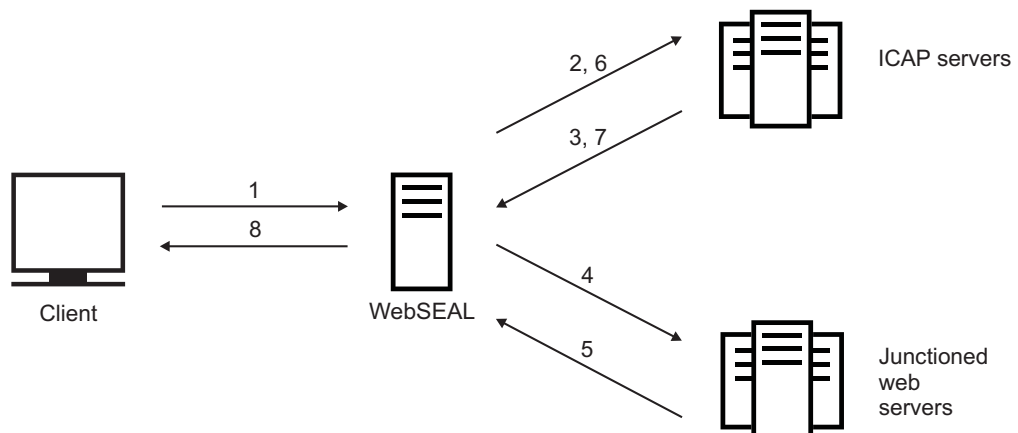 2, 6
ICAP servers
3, 7
1
8
4
Client
WebSEAL
5
Junctioned
web
servers